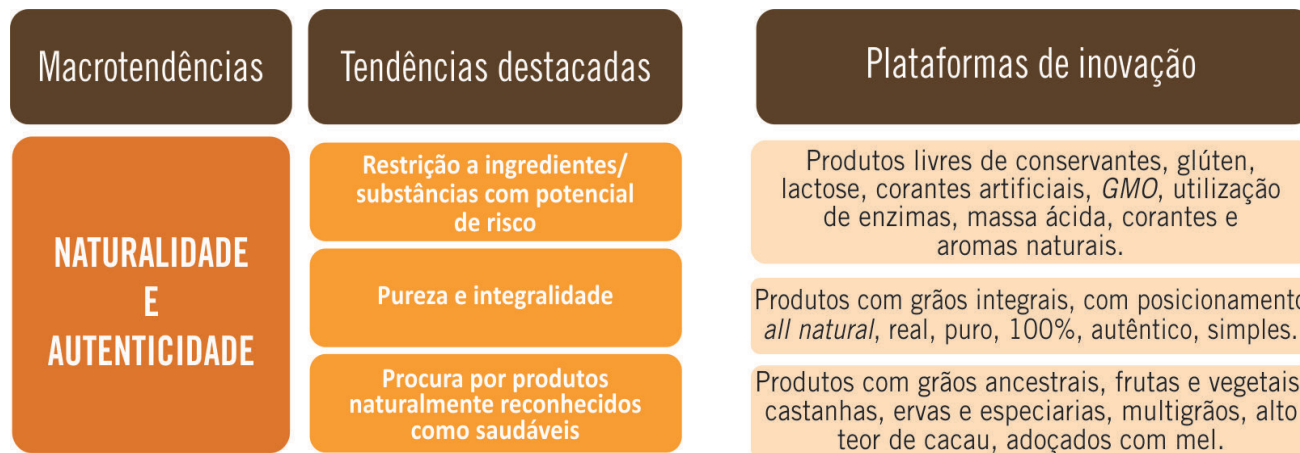 Macrotendências
Tendências destacadas
Plataformas de inovação
NATURALIDADE
E
AUTENTICIDADE
Restrição a ingredientes/
substâncias com potencial
de risco
Produtos livres de conservantes, glúten,
lactose, corantes artificiais, GMO, utilização
de enzimas, massa ácida, corantes e
aromas naturais.
Pureza e integralidade
Produtos com grãos integrais, com posicionamento
all natural, real, puro, 100%, autêntico, simples.
Procura por produtos
naturalmente reconhecidos
como saudáveis
Produtos com grãos ancestrais, frutas e vegetais
castanhas, ervas e especiarias, multigrãos, alto
teor de cacau, adoçados com mel.